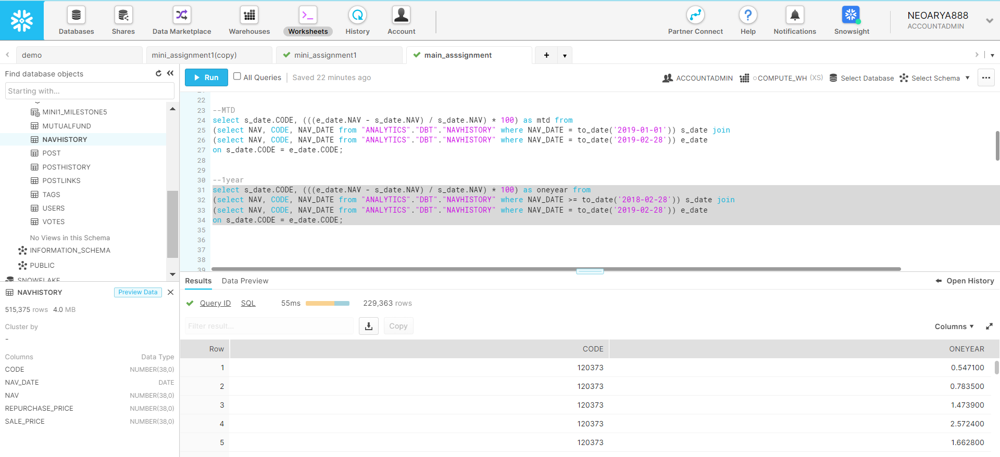 Databases
Shares
Data Marketplace
Warehouses
Worksheets
History
Account
Partner Connect
Help
Notifications
Snowsight
NEOARYA888
ACCOUNTADMIN
demo
mini_assignment1(copy)
mini_assignment1
main_asssignment
+
Find database objects
Starting with...
MINI1_MILESTONE5
MUTUALFUND
NAVHISTORY
POST
POSTHISTORY
POSTLINKS
TAGS
USERS
VOTES
No Views in this Schema
INFORMATION_SCHEMA
PUBLIC
SNOWFLAKE
NAVHISTORY
Preview Data
515,375 rows 4.0 MB
Cluster by
-
Columns Data Type
CODE NUMBER(38,0)
NAV_DATE DATE
NAV NUMBER(38,0)
REPURCHASE_PRICE NUMBER(38,0)
SALE_PRICE NUMBER(38,0)
Run
All Queries
Saved 22 minutes ago
ACCOUNTADMIN
COMPUTE_WH (XS)
Select Database
Select Schema
...
22
23 --MTD
24 select s_date.CODE, (((e_date.NAV - s_date.NAV) / s_date.NAV) * 100) as mtd from
25 (select NAV, CODE, NAV_DATE from "ANALYTICS"."DBT"."NAVHISTORY" where NAV_DATE = to_date('2019-01-01')) s_date join
26 (select NAV, CODE, NAV_DATE from "ANALYTICS"."DBT"."NAVHISTORY" where NAV_DATE = to_date('2019-02-28')) e_date
27 on s_date.CODE = e_date.CODE;
28
29
30 --1year
31 select s_date.CODE, (((e_date.NAV - s_date.NAV) / s_date.NAV) * 100) as oneyear from
32 (select NAV, CODE, NAV_DATE from "ANALYTICS"."DBT"."NAVHISTORY" where NAV_DATE >= to_date('2018-02-28')) s_date join
33 (select NAV, CODE, NAV_DATE from "ANALYTICS"."DBT"."NAVHISTORY" where NAV_DATE = to_date('2019-02-28')) e_date
34 on s_date.CODE = e_date.CODE;
35
36
37
38
39
Results Data Preview
Open History
Query ID SQL 55ms 229,363 rows
Filter result...
Copy
Columns
Row CODE ONEYEAR
1 120373 0.547100
2 120373 0.783500
3 120373 1.473900
4 120373 2.572400
5 120373 1.662800